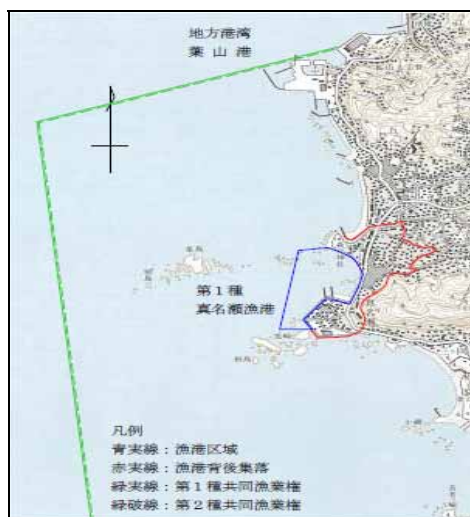 地方港湾
葉山港
第1種
真名瀬漁港
凡例
青実線：漁港区域
赤実線：漁港背後集落
緑実線：第1種共同漁業権
緑破線：第2種共同漁業権